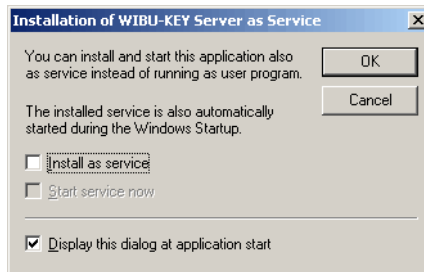 Installation of WIBU-KEY Server as Service
You can install and start this application also
as service instead of running as user program.
OK
Cancel
The installed service is also automatically
started during the Windows Startup.
Install as service
Start service now
Display this dialog at application start